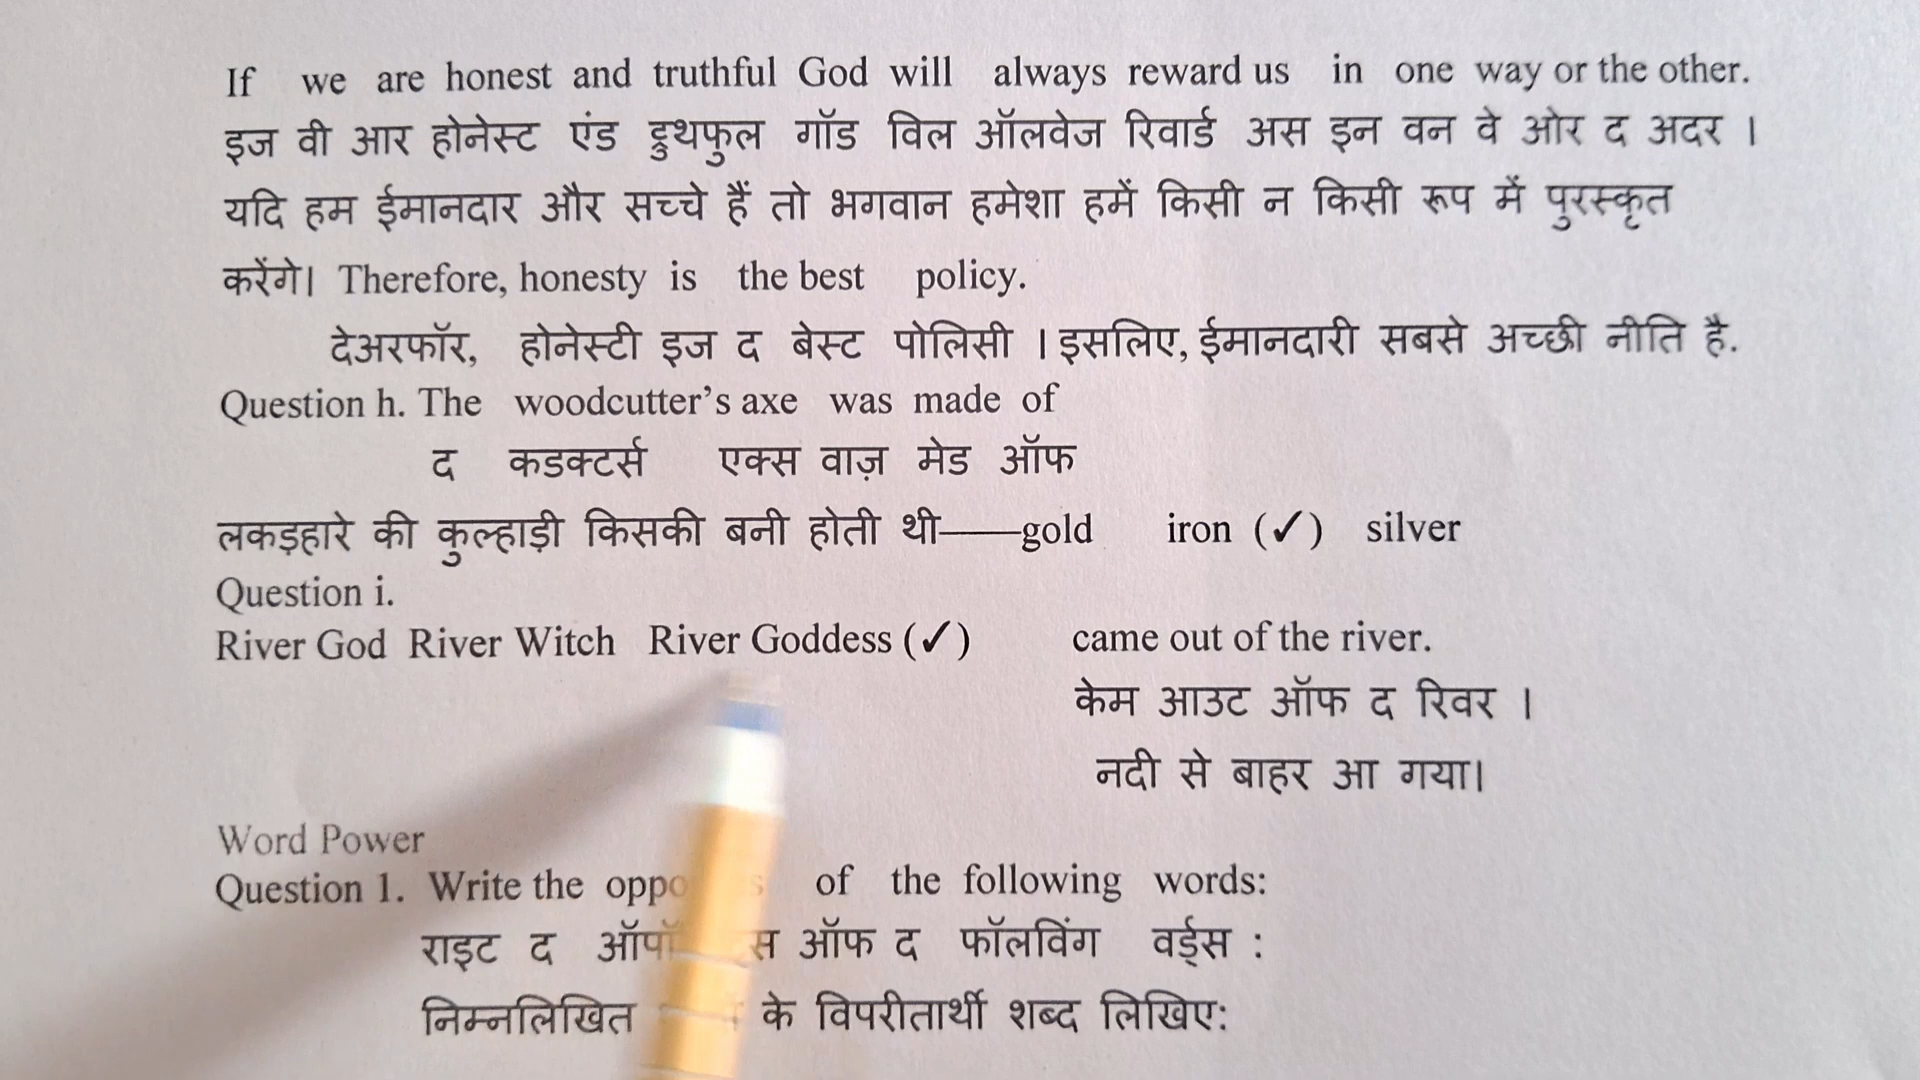 If we are honest and truthful God will always reward us in one way or the other.
इज वी आर होनेस्ट एंड ट्रुथफुल गॉड विल ऑलवेज रिवार्ड अस इन वन वे ओर द अदर ।
यदि हम ईमानदार और सच्चे हैं तो भगवान हमेशा हमें किसी न किसी रूप में पुरस्कृत
करेंगे। Therefore, honesty is the best policy.
देअरफॉर, होनेस्टी इज द बेस्ट पोलिसी । इसलिए, ईमानदारी सबसे अच्छी नीति है.
Question h. The woodcutter’s axe was made of
द कडक्टर्स एक्स वाज़ मेड ऑफ
लकड़हारे की कुल्हाड़ी किसकी बनी होती थी——gold iron (✓) silver
Question i.
River God River Witch River Goddess (✓) came out of the river.
केम आउट ऑफ द रिवर ।
नदी से बाहर आ गया।
Word Power
Question 1. Write the of the following words:
राइट द ऑफ द फॉलविंग वर्ड्स :
निम्नलिखित के विपरीतार्थी शब्द लिखिए: